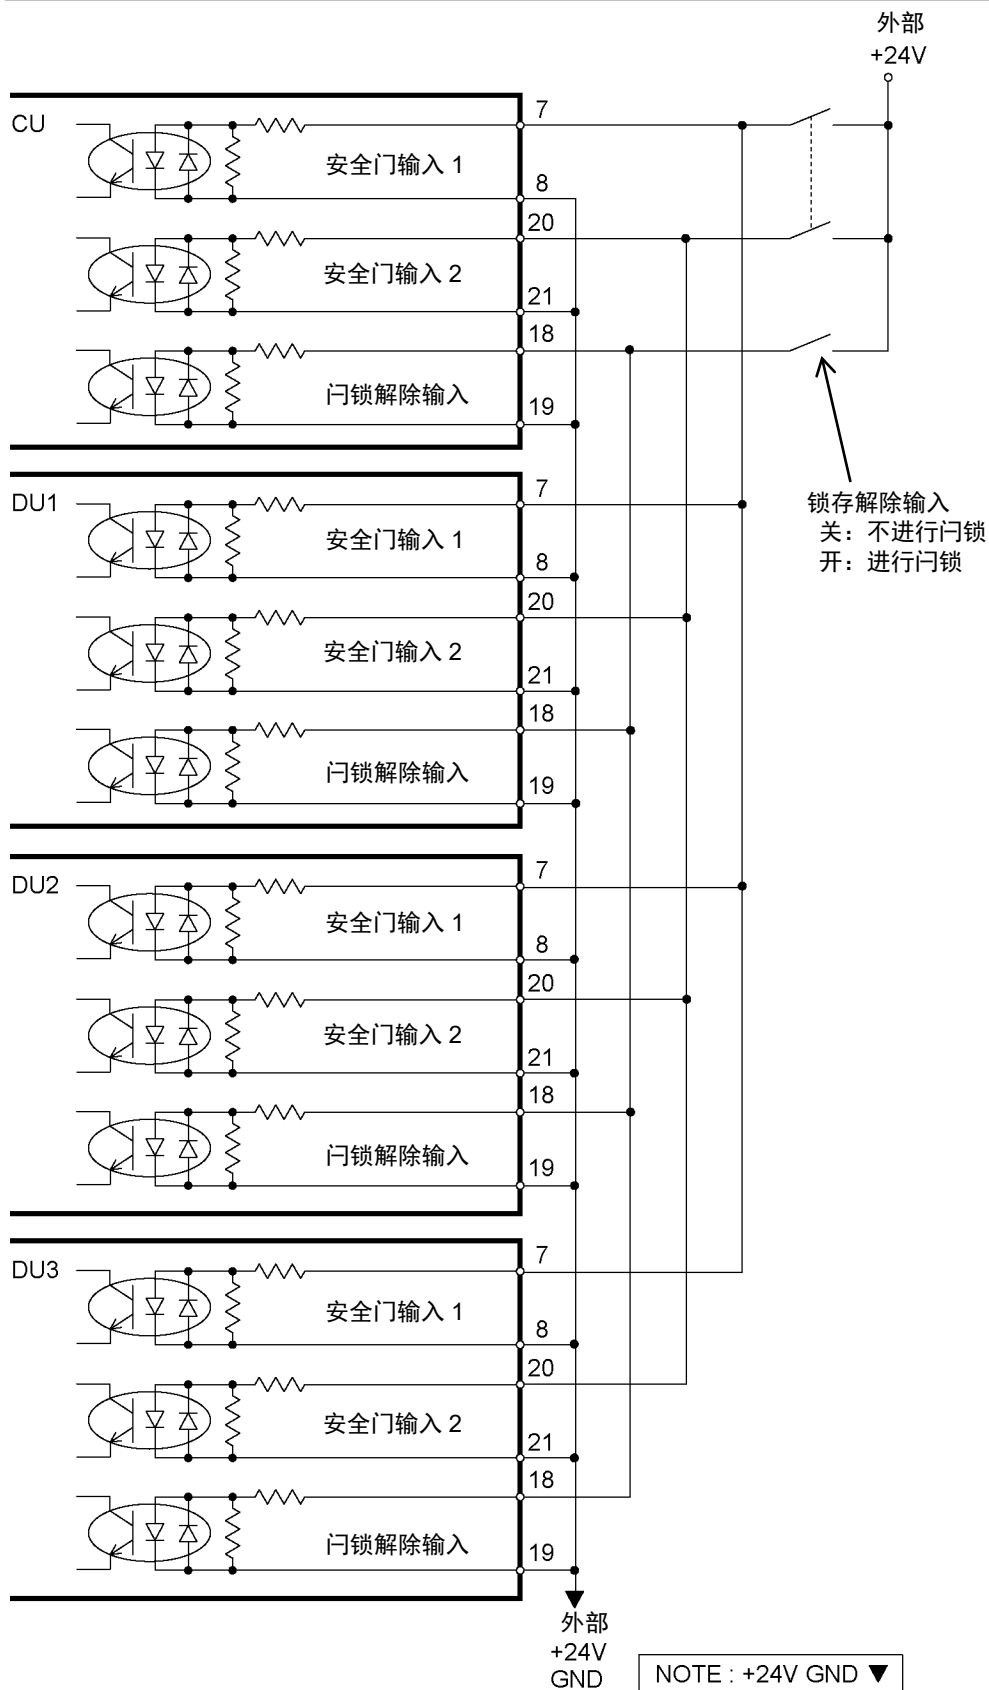 外部
+24V
CU
7
安全门输入 1
8
20
安全门输入 2
21
18
闩锁解除输入
19
锁存解除输入
关：不进行闩锁
开：进行闩锁
DU1
7
安全门输入 1
8
20
安全门输入 2
21
18
闩锁解除输入
19
DU2
7
安全门输入 1
8
20
安全门输入 2
21
18
闩锁解除输入
19
DU3
7
安全门输入 1
8
20
安全门输入 2
21
18
闩锁解除输入
19
外部
+24V
GND
NOTE : +24V GND ▼